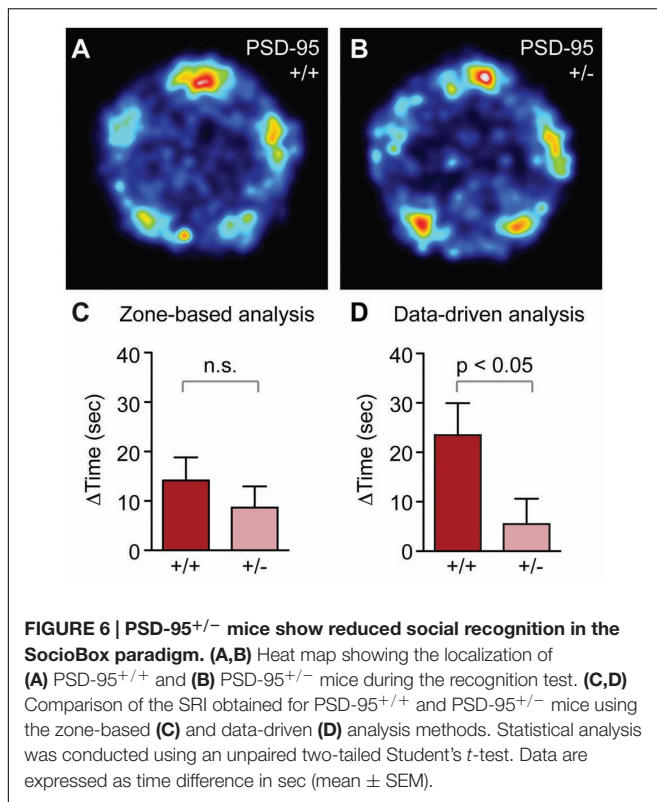 A
PSD-95
+/+
B
PSD-95
+/-
C Zone-based analysis
40
30
20
10
0
ΔTime (sec)
n.s.
+/+
+/-
D Data-driven analysis
40
30
20
10
0
ΔTime (sec)
p < 0.05
+/+
+/-
FIGURE 6 | PSD-95+/− mice show reduced social recognition in the
SocioBox paradigm. (A,B) Heat map showing the localization of
(A) PSD-95+/+ and (B) PSD-95+/− mice during the recognition test. (C,D)
Comparison of the SRI obtained for PSD-95+/+ and PSD-95+/− mice using
the zone-based (C) and data-driven (D) analysis methods. Statistical analysis
was conducted using an unpaired two-tailed Student's t-test. Data are
expressed as time difference in sec (mean ± SEM).